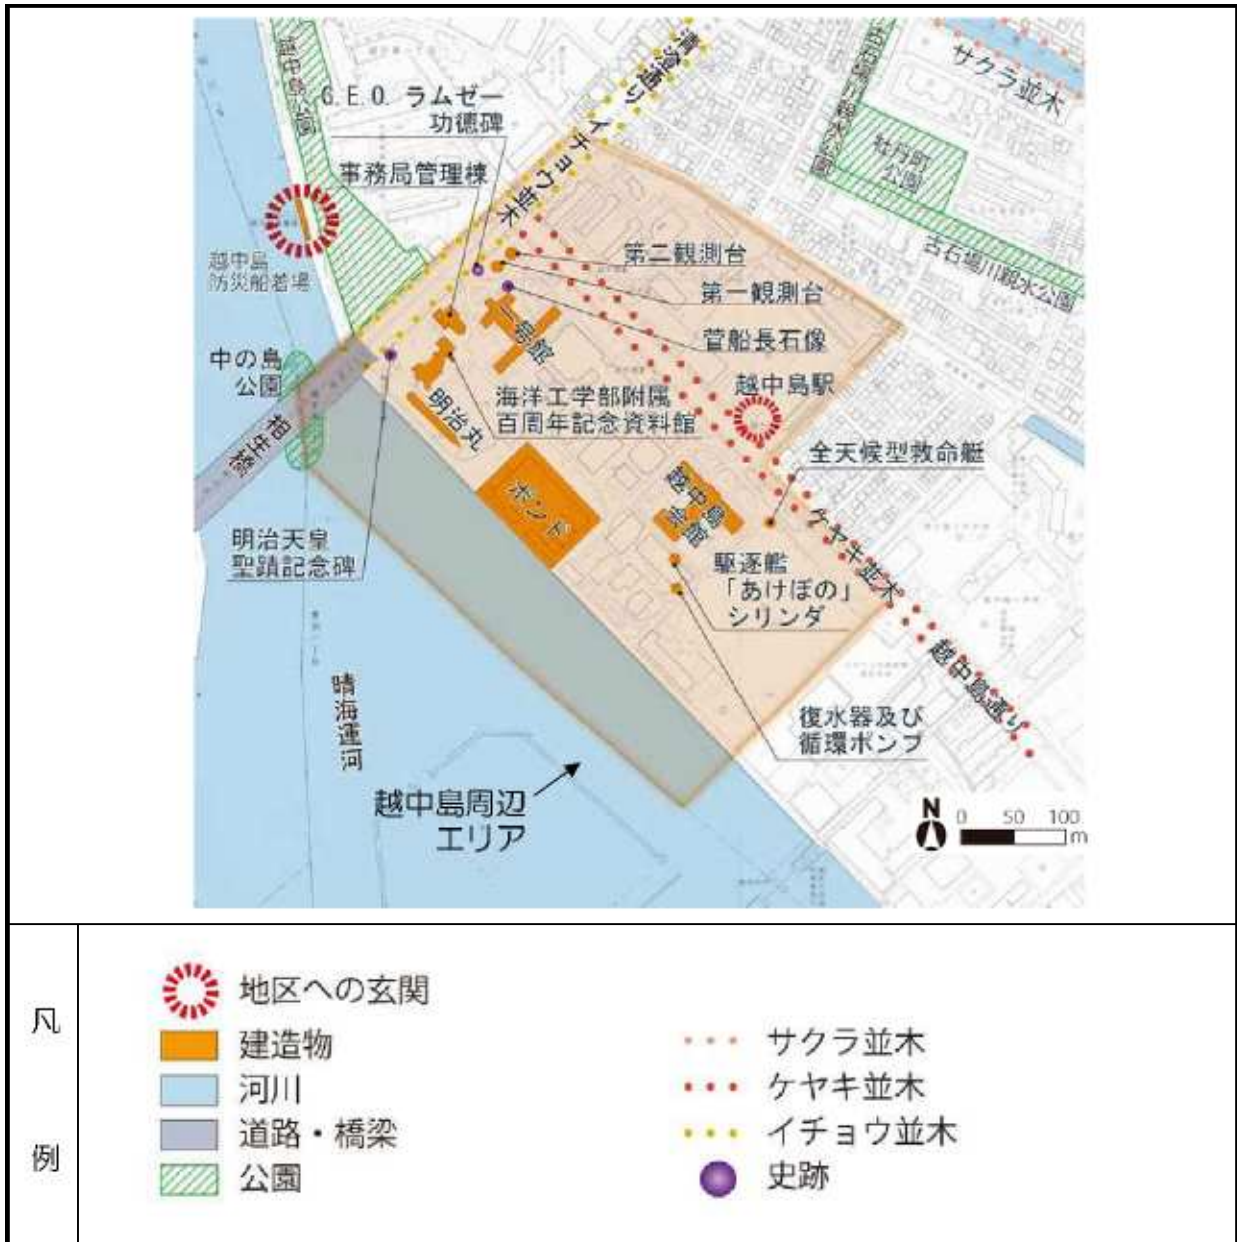 清澄通り
イチョウ並木
越中島公園
G.E.O. ラムゼー
功徳碑
事務局管理棟
古石場川親水公園
サクラ並木
牡丹町
公園
古石場川親水公園
越中島
防災船着場
第二観測台
第一観測台
菅船長石像
一号館
中の島
公園
相生橋
越中島駅
海洋工学部附属
百周年記念資料館
明治丸
全天候型救命艇
ポンド
越中島
会館
ケヤキ並木
明治天皇
聖蹟記念碑
駆逐艦
「あけぼの」
シリンダ
越中島通り
晴海運河
復水器及び
循環ポンプ
越中島周辺
エリア
N
0 50 100
m
凡
例
地区への玄関
建造物
河川
道路・橋梁
公園
サクラ並木
ケヤキ並木
イチョウ並木
史跡